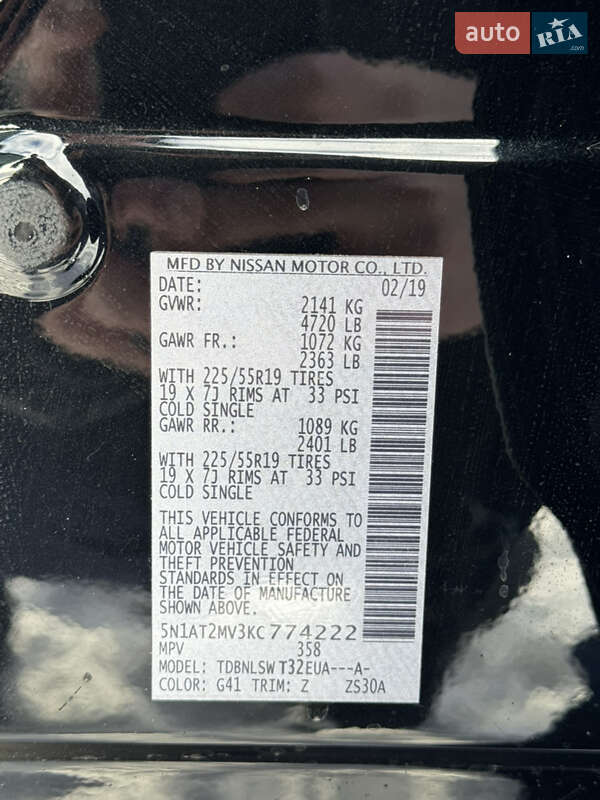 auto RIA.com
MFD BY NISSAN MOTOR CO., LTD.
DATE: 02/19
GVWR: 2141 KG
4720 LB
GAWR FR.: 1072 KG
2363 LB
WITH 225/55R19 TIRES
19 X 7J RIMS AT 33 PSI
COLD SINGLE
GAWR RR.: 1089 KG
2401 LB
WITH 225/55R19 TIRES
19 X 7J RIMS AT 33 PSI
COLD SINGLE
THIS VEHICLE CONFORMS TO
ALL APPLICABLE FEDERAL
MOTOR VEHICLE SAFETY AND
THEFT PREVENTION
STANDARDS IN EFFECT ON
THE DATE OF MANUFACTURE
SHOWN ABOVE.
5N1AT2MV3KC774222
MPV 358
MODEL: TDBNLSW T32EUA---A-
COLOR: G41 TRIM: Z ZS30A